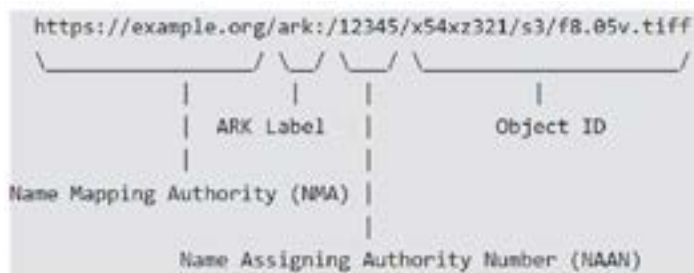 https://example.org/ark:/12345/x54xz321/s3/f8.05v.tiff
ARK Label
Object ID
Name Mapping Authority (NMA)
Name Assigning Authority Number (NAAN)